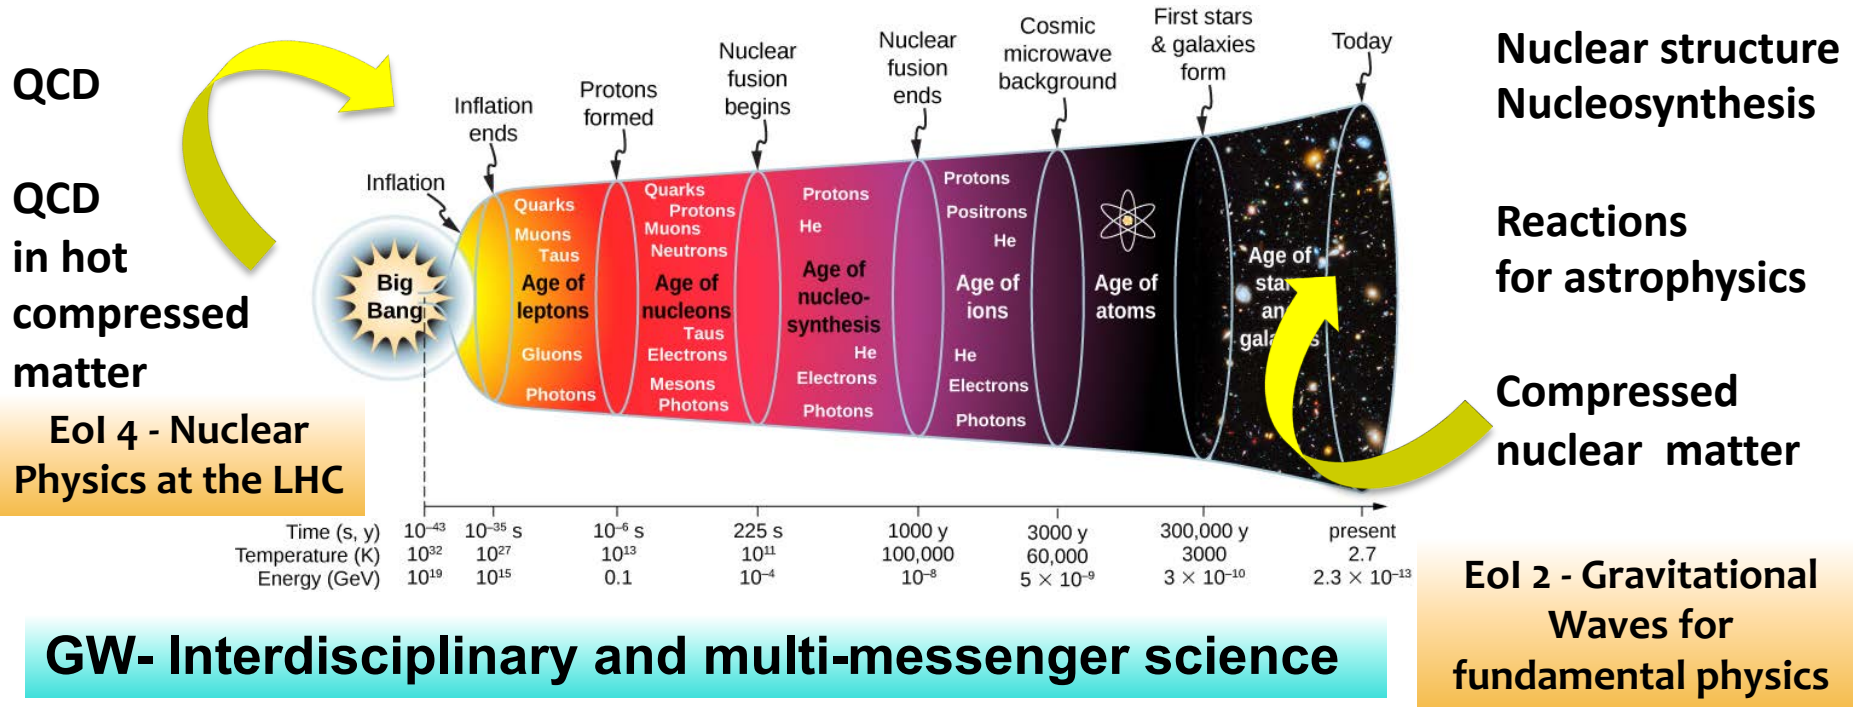 QCD
QCD
in hot
compressed
matter
EoI 4 - Nuclear
Physics at the LHC
Inflation
Inflation
ends
Protons
formed
Nuclear
fusion
begins
Nuclear
fusion
ends
Cosmic
microwave
background
First stars
& galaxies
form
Today
Big
Bang
Quarks
Muons
Taus
Age of
leptons
Gluons
Photons
Quarks
Protons
Muons
Neutrons
Age of
nucleons
Taus
Electrons
Mesons
Photons
Protons
He
Age of
nucleo-
synthesis
He
Electrons
Photons
Protons
Positrons
He
Age of
ions
He
Electrons
Photons
Age of
atoms
Age of
sta
an
gala s
Nuclear structure
Nucleosynthesis
Reactions
for astrophysics
Compressed
nuclear matter
Time (s, y) 10⁻⁴³ 10⁻³⁵ s 10⁻⁶ s 225 s 1000 y 3000 y 300,000 y present
Temperature (K) 10³² 10²⁷ 10¹³ 10¹¹ 100,000 60,000 3000 2.7
Energy (GeV) 10¹⁹ 10¹⁵ 0.1 10⁻⁴ 10⁻⁸ 5 × 10⁻⁹ 3 × 10⁻¹⁰ 2.3 × 10⁻¹³
EoI 2 - Gravitational
Waves for
fundamental physics
GW- Interdisciplinary and multi-messenger science